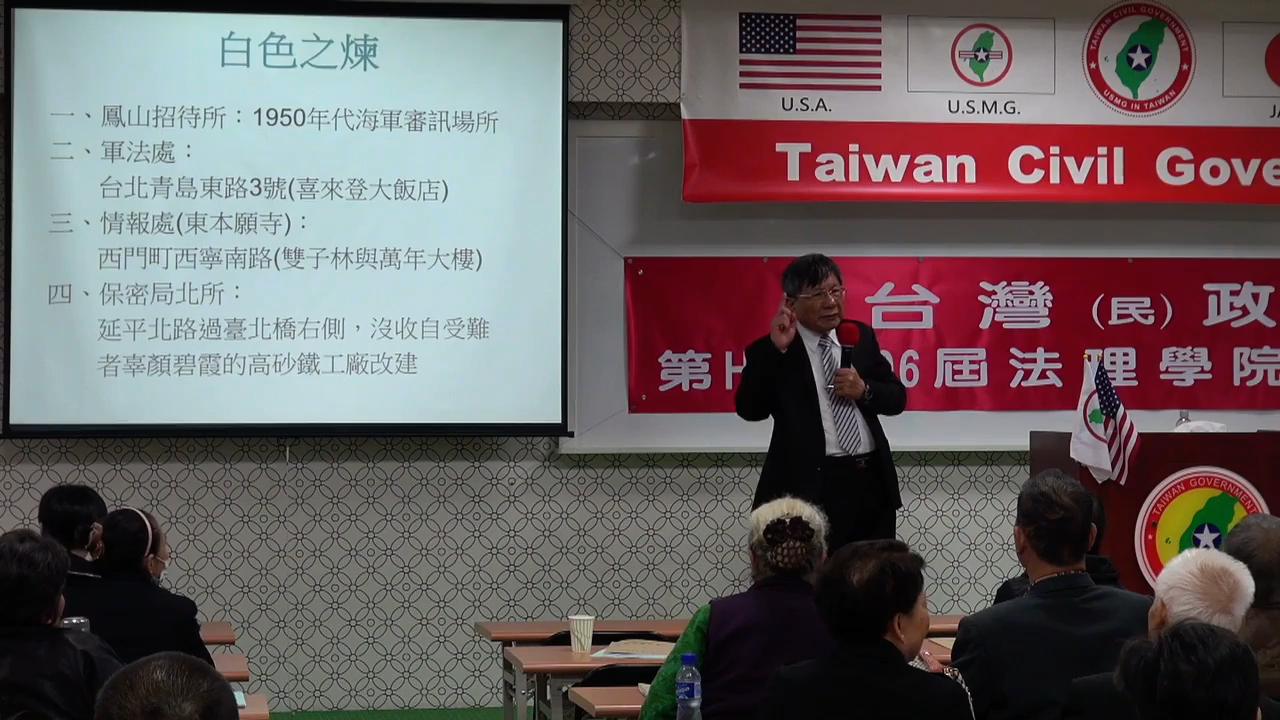 白色之煉
一、鳳山招待所：1950年代海軍審訊場所
二、軍法處：
台北青島東路3號(喜來登大飯店)
三、情報處(東本願寺)：
西門町西寧南路(雙子林與萬年大樓)
四、保密局北所：
延平北路過臺北橋右側，沒收自受難
者辜顏碧霞的高砂鐵工廠改建
U.S.A.
U.S.M.G.
TAIWAN CIVIL GOVERNMENT
USMG IN TAIWAN
JA
Taiwan Civil Gove
台灣（民）政
第H 06屆法理學院
TAIWAN GOVERNMENT